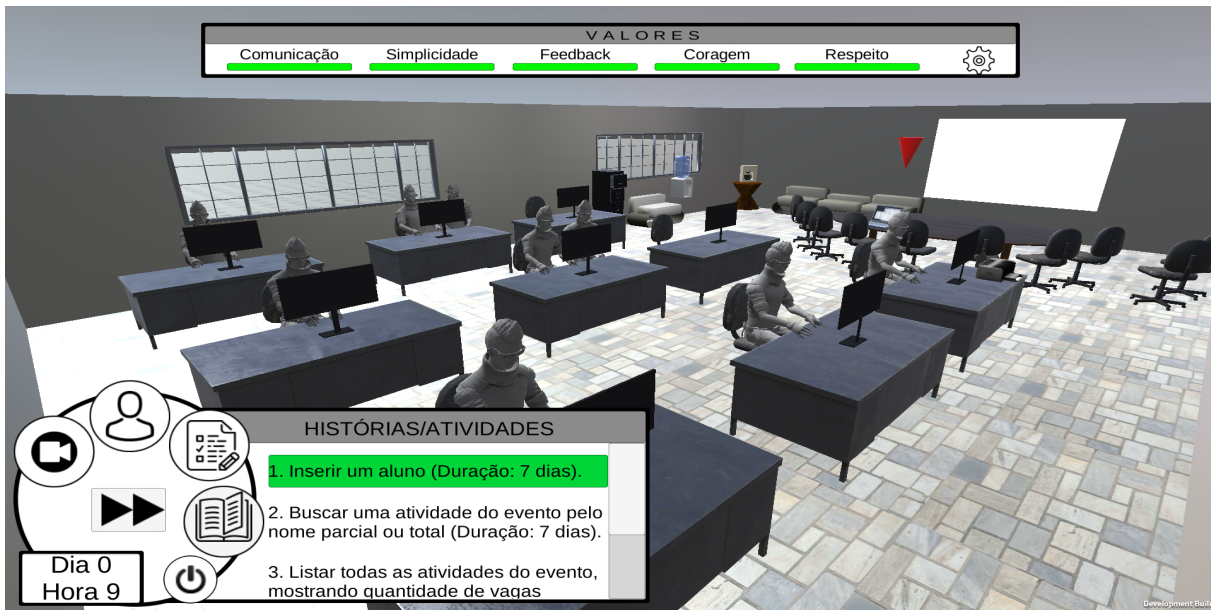 VALORES
Comunicação Simplicidade Feedback Coragem Respeito
HISTÓRIAS/ATIVIDADES
1. Inserir um aluno (Duração: 7 dias).
2. Buscar uma atividade do evento pelo
nome parcial ou total (Duração: 7 dias).
3. Listar todas as atividades do evento,
mostrando quantidade de vagas
Dia 0
Hora 9
Development Build